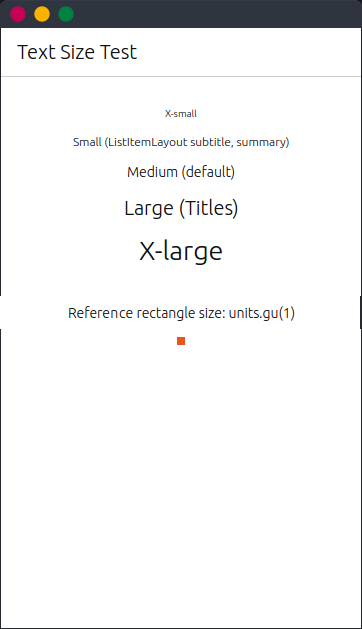 Text Size Test
X-small
Small (ListItemLayout subtitle, summary)
Medium (default)
Large (Titles)
X-large
Reference rectangle size: units.gu(1)